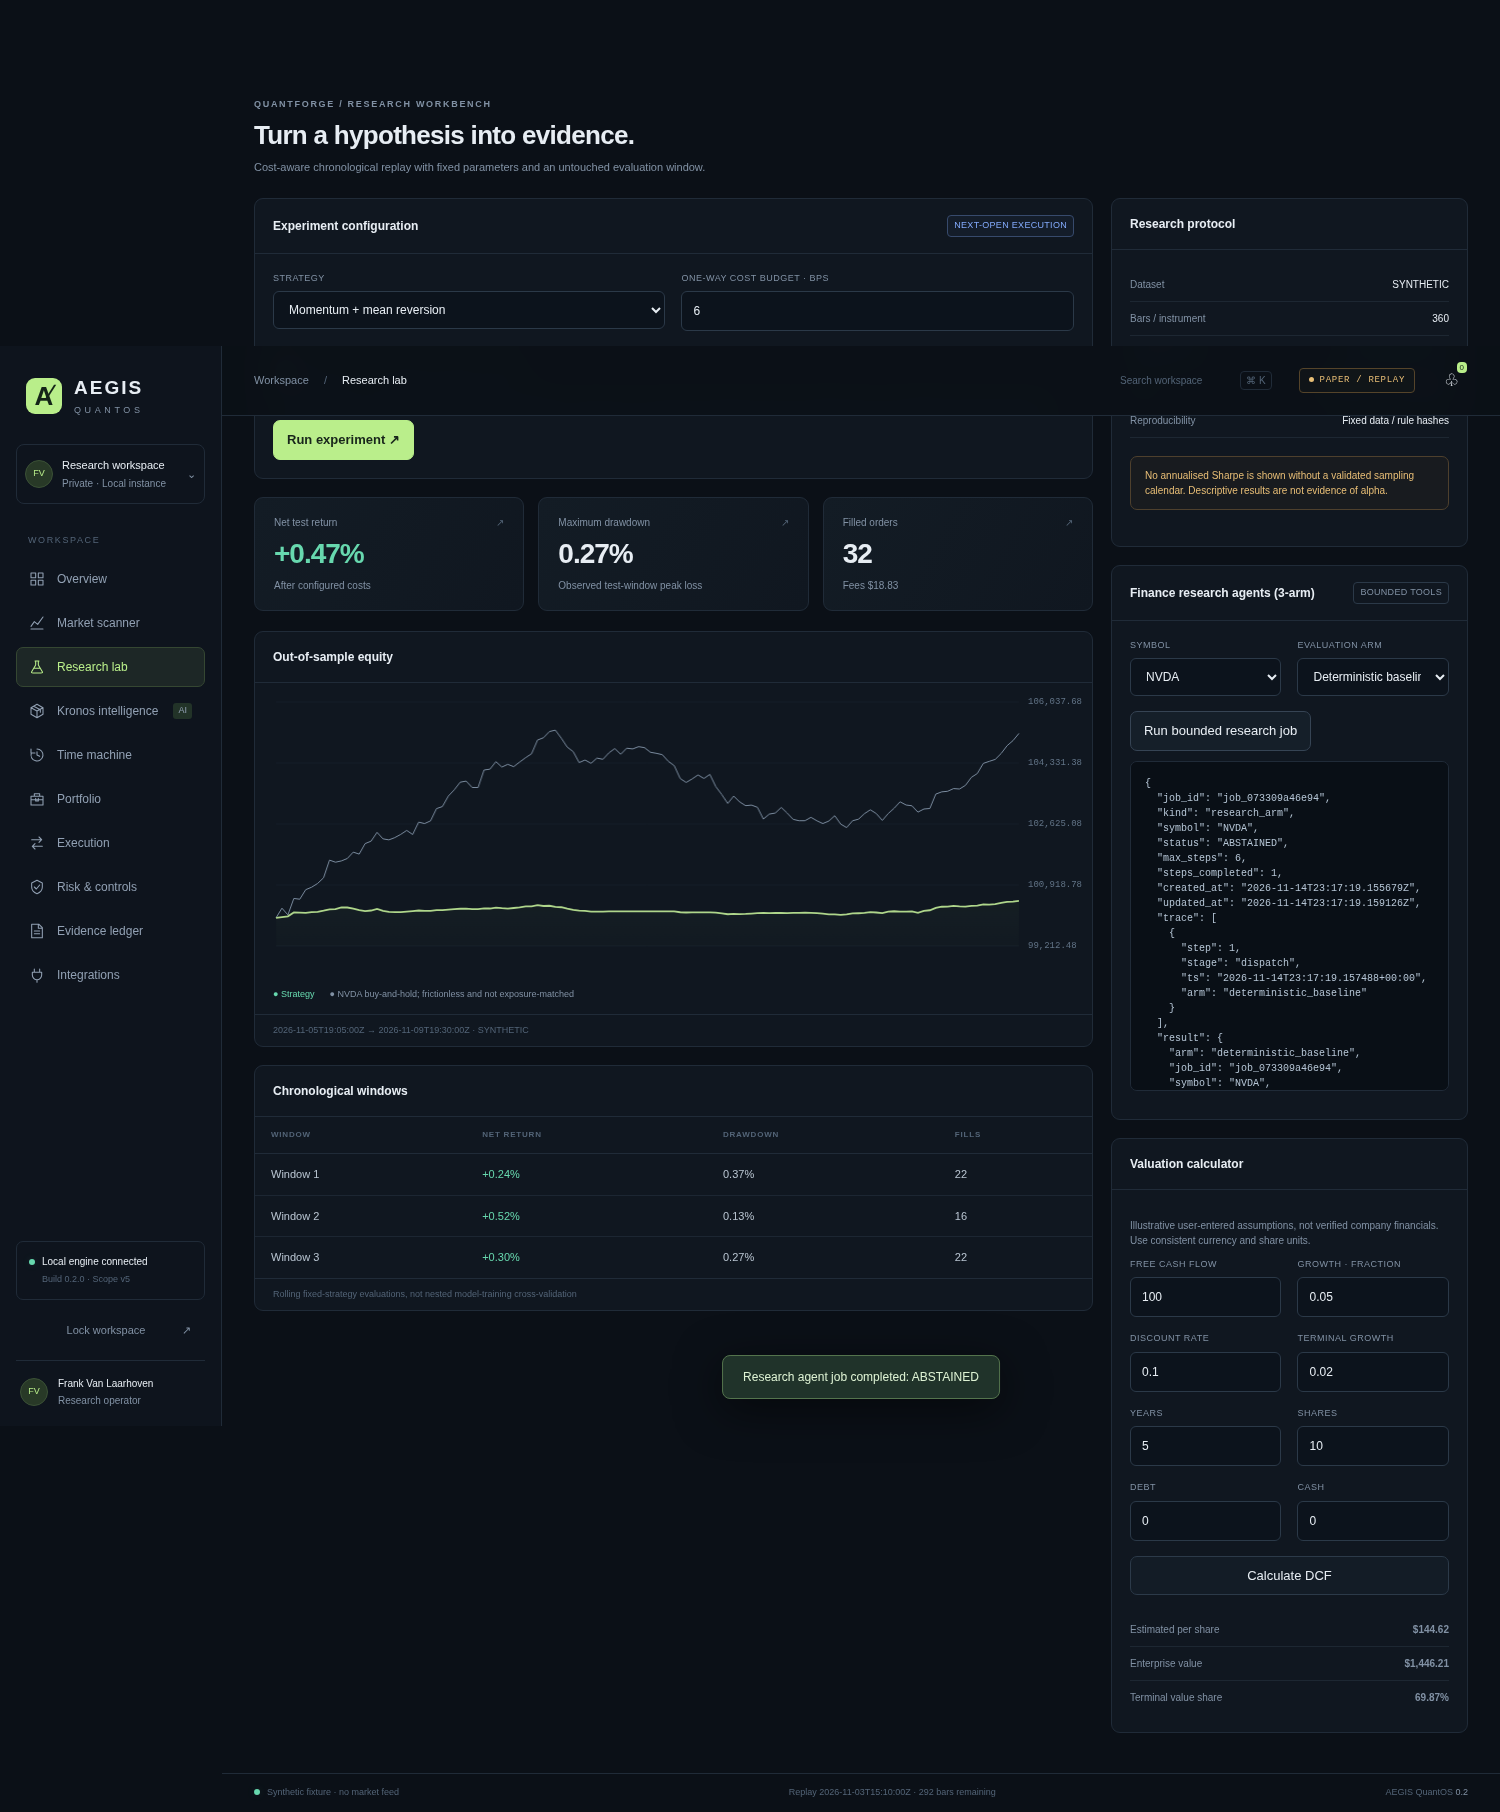 QUANTFORGE / RESEARCH WORKBENCH
Turn a hypothesis into evidence.
Cost-aware chronological replay with fixed parameters and an untouched evaluation window.
Experiment configuration
NEXT-OPEN EXECUTION
STRATEGY
ONE-WAY COST BUDGET · BPS
Momentum + mean reversion
6
Research protocol
Dataset
SYNTHETIC
Bars / instrument
360
AEGIS
QUANTOS
Workspace / Research lab
Search workspace
⌘ K
PAPER / REPLAY
0
Run experiment ↗
Reproducibility
Fixed data / rule hashes
No annualised Sharpe is shown without a validated sampling
calendar. Descriptive results are not evidence of alpha.
FV
Research workspace
Private · Local instance
WORKSPACE
Overview
Market scanner
Research lab
Kronos intelligence
AI
Time machine
Portfolio
Execution
Risk & controls
Evidence ledger
Integrations
Local engine connected
Build 0.2.0 · Scope v5
Lock workspace ↗
FV
Frank Van Laarhoven
Research operator
Net test return ↗
+0.47%
After configured costs
Maximum drawdown ↗
0.27%
Observed test-window peak loss
Filled orders ↗
32
Fees $18.83
Out-of-sample equity
106,037.68
104,331.38
102,625.08
100,918.78
99,212.48
● Strategy
● NVDA buy-and-hold; frictionless and not exposure-matched
2026-11-05T19:05:00Z → 2026-11-09T19:30:00Z · SYNTHETIC
Chronological windows
WINDOW NET RETURN DRAWDOWN FILLS
Window 1 +0.24% 0.37% 22
Window 2 +0.52% 0.13% 16
Window 3 +0.30% 0.27% 22
Rolling fixed-strategy evaluations, not nested model-training cross-validation
Research agent job completed: ABSTAINED
Finance research agents (3-arm)
BOUNDED TOOLS
SYMBOL
EVALUATION ARM
NVDA
Deterministic baselin
Run bounded research job
{
"job_id": "job_073309a46e94",
"kind": "research_arm",
"symbol": "NVDA",
"status": "ABSTAINED",
"max_steps": 6,
"steps_completed": 1,
"created_at": "2026-11-14T23:17:19.155679Z",
"updated_at": "2026-11-14T23:17:19.159126Z",
"trace": [
{
"step": 1,
"stage": "dispatch",
"ts": "2026-11-14T23:17:19.157488+00:00",
"arm": "deterministic_baseline"
}
],
"result": {
"arm": "deterministic_baseline",
"job_id": "job_073309a46e94",
"symbol": "NVDA",
Valuation calculator
Illustrative user-entered assumptions, not verified company financials.
Use consistent currency and share units.
FREE CASH FLOW
GROWTH · FRACTION
100
0.05
DISCOUNT RATE
TERMINAL GROWTH
0.1
0.02
YEARS
SHARES
5
10
DEBT
CASH
0
0
Calculate DCF
Estimated per share
$144.62
Enterprise value
$1,446.21
Terminal value share
69.87%
Synthetic fixture · no market feed
Replay 2026-11-03T15:10:00Z · 292 bars remaining
AEGIS QuantOS 0.2